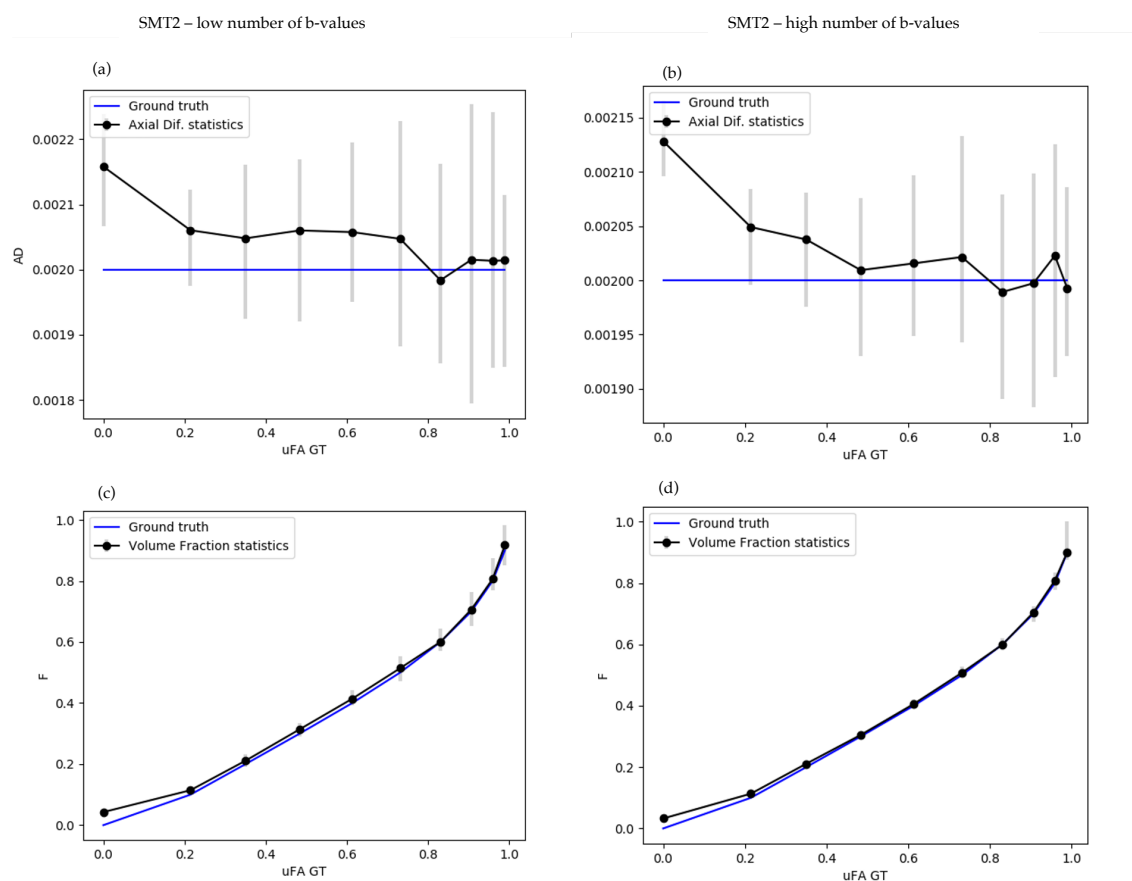 SMT2 – low number of b-values
SMT2 – high number of b-values
(a)
Ground truth
Axial Dif. statistics
0.0022
0.0021
0.0020
0.0019
0.0018
AD
0.0 0.2 0.4 0.6 0.8 1.0
uFA GT
(b)
Ground truth
Axial Dif. statistics
0.00215
0.00210
0.00205
0.00200
0.00195
0.00190
0.0 0.2 0.4 0.6 0.8 1.0
uFA GT
(c)
Ground truth
Volume Fraction statistics
1.0
0.8
0.6
0.4
0.2
0.0
F
0.0 0.2 0.4 0.6 0.8 1.0
uFA GT
(d)
Ground truth
Volume Fraction statistics
1.0
0.8
0.6
0.4
0.2
0.0
F
0.0 0.2 0.4 0.6 0.8 1.0
uFA GT